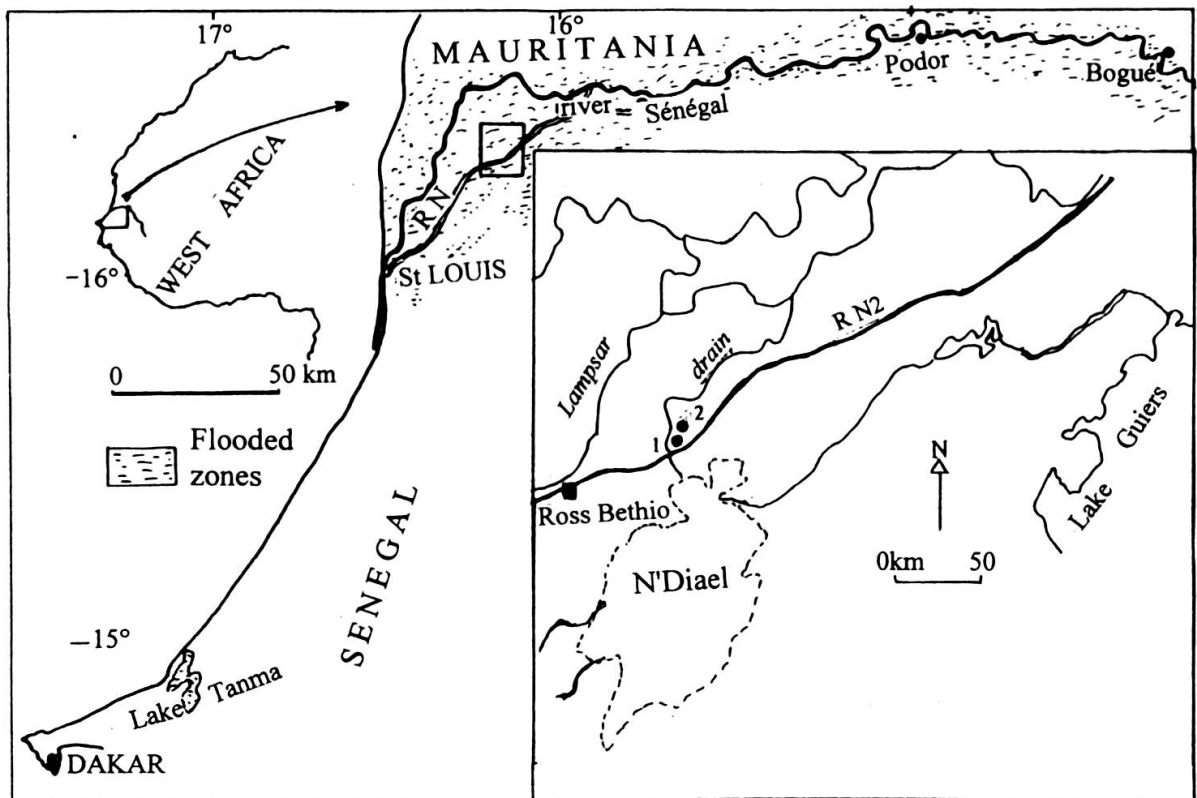 17°
16°
MAURITANIA
Podor
Bogué
river = Sénégal
WEST AFRICA
R N
-16°
St LOUIS
0 50 km
Flooded
zones
SENEGAL
-15°
Lake Tanma
DAKAR
Lampsar
drain
R N2
2
1
Ross Bethio
N'Diael
N
0km 50
Lake Guiers